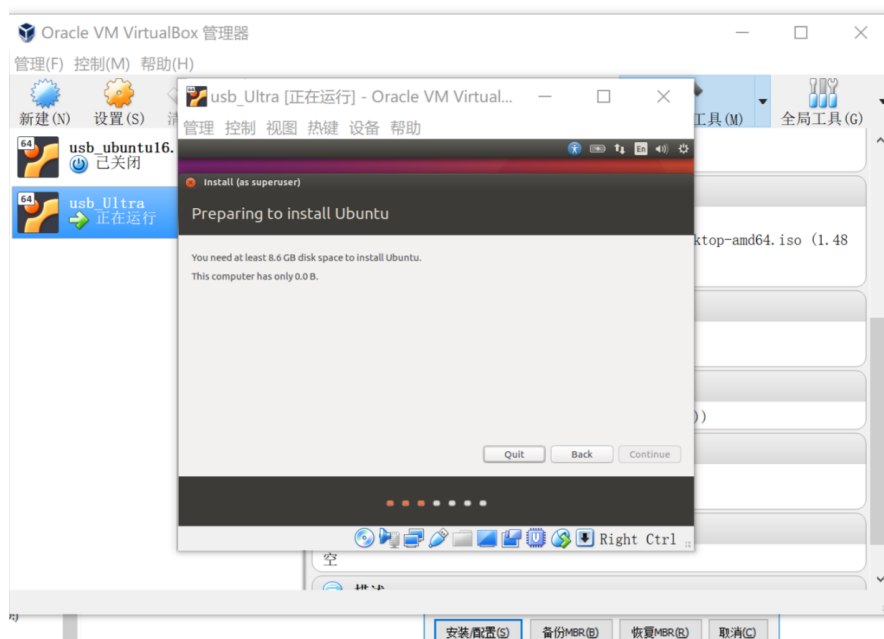 Oracle VM VirtualBox 管理器
管理(F) 控制(M) 帮助(H)
新建(N) 设置(S) 清
工具(M) 全局工具(G)
64 usb_ubuntu16.
已关闭
64 usb_Ultra
正在运行
usb_Ultra [正在运行] - Oracle VM Virtual...
管理 控制 视图 热键 设备 帮助
En
Install (as superuser)
Preparing to install Ubuntu
You need at least 8.6 GB disk space to install Ubuntu.
This computer has only 0.0 B.
Quit Back Continue
Right Ctrl
ktop-amd64.iso (1.48
))
空
安装/配置(S) 备份MBR(B) 恢复MBR(R) 取消(C)